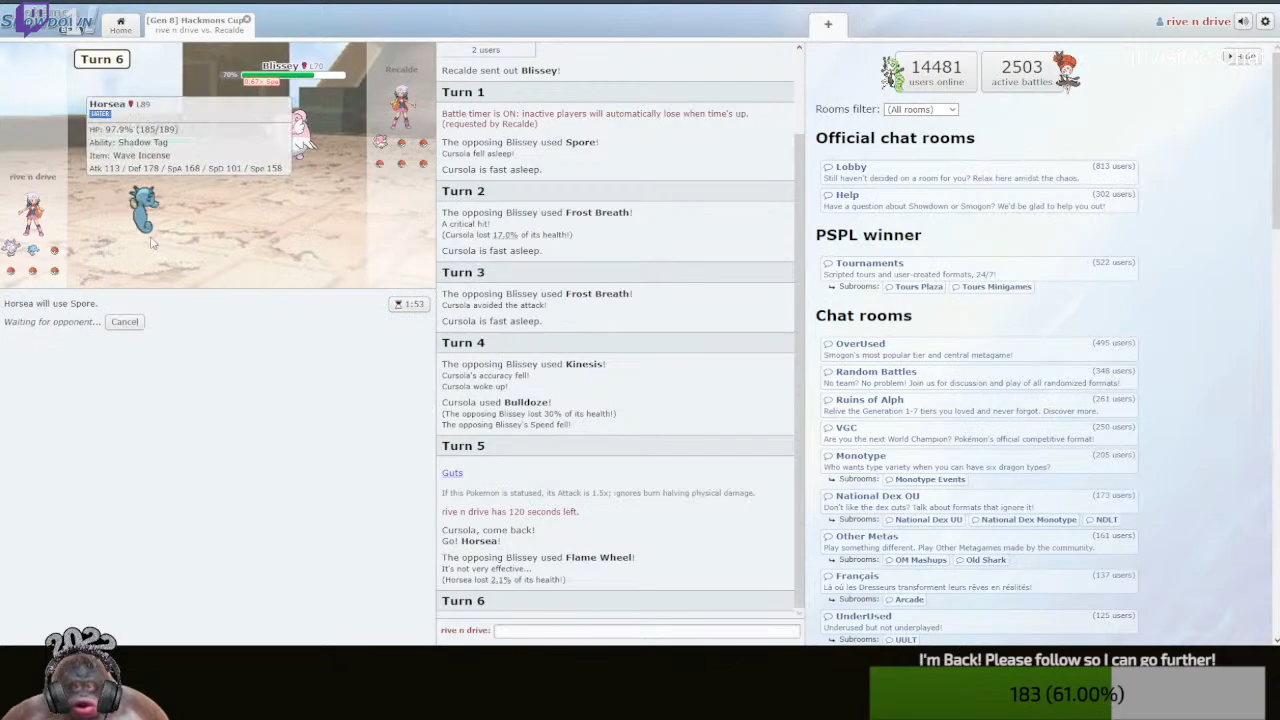 Showdown
Home
[Gen 8] Hackmons Cup
rive n drive vs. Recalde
rive n drive
Turn 6
Blissey L70
70%
0.67× Spe
Recalde
Horsea L89
WATER
HP: 97.9% (185/189)
Ability: Shadow Tag
Item: Wave Incense
Atk 113 / Def 178 / SpA 168 / SpD 101 / Spe 158
rive n drive
Horsea will use Spore.
1:53
Waiting for opponent... Cancel
2 users
Recalde sent out Blissey!
Turn 1
Battle timer is ON: inactive players will automatically lose when time's up.
(requested by Recalde)
The opposing Blissey used Spore!
Cursola fell asleep!
Cursola is fast asleep.
Turn 2
The opposing Blissey used Frost Breath!
A critical hit!
(Cursola lost 17.0% of its health!)
Cursola is fast asleep.
Turn 3
The opposing Blissey used Frost Breath!
Cursola avoided the attack!
Cursola is fast asleep.
Turn 4
The opposing Blissey used Kinesis!
Cursola's accuracy fell!
Cursola woke up!
Cursola used Bulldoze!
(The opposing Blissey lost 30% of its health!)
The opposing Blissey's Speed fell!
Turn 5
Guts
If this Pokemon is statused, its Attack is 1.5x; ignores burn halving physical damage.
rive n drive has 120 seconds left.
Cursola, come back!
Go! Horsea!
The opposing Blissey used Flame Wheel!
It's not very effective...
(Horsea lost 2.1% of its health!)
Turn 6
rive n drive:
14481
users online
2503
active battles
Rooms filter: (All rooms)
Official chat rooms
Lobby (813 users)
Still haven't decided on a room for you? Relax here amidst the chaos.
Help (302 users)
Have a question about Showdown or Smogon? We'd be glad to help you out!
PSPL winner
Tournaments (522 users)
Scripted tours and user-created formats, 24/7!
Subrooms: Tours Plaza Tours Minigames
Chat rooms
OverUsed (495 users)
Smogon's most popular tier and central metagame!
Random Battles (348 users)
No team? No problem! Join us for discussion and play of all randomized formats!
Ruins of Alph (261 users)
Relive the Generation 1-7 tiers you loved and never forgot. Discover more.
VGC (250 users)
Are you the next World Champion? Pokémon's official competitive format!
Monotype (205 users)
Who wants type variety when you can have six dragon types?
Subrooms: Monotype Events
National Dex OU (173 users)
Don't like the dex cuts? Talk about formats that ignore it!
Subrooms: National Dex UU National Dex Monotype NDLT
Other Metas (161 users)
Play something different. Play Other Metagames made by the community.
Subrooms: OM Mashups Old Shark
Français (137 users)
Là où les Dresseurs transforment leurs rêves en réalités!
Subrooms: Arcade
UnderUsed (125 users)
Underused but not underplayed!
Subrooms: UULT
2022
I'm Back! Please follow so I can go further!
183 (61.00%)